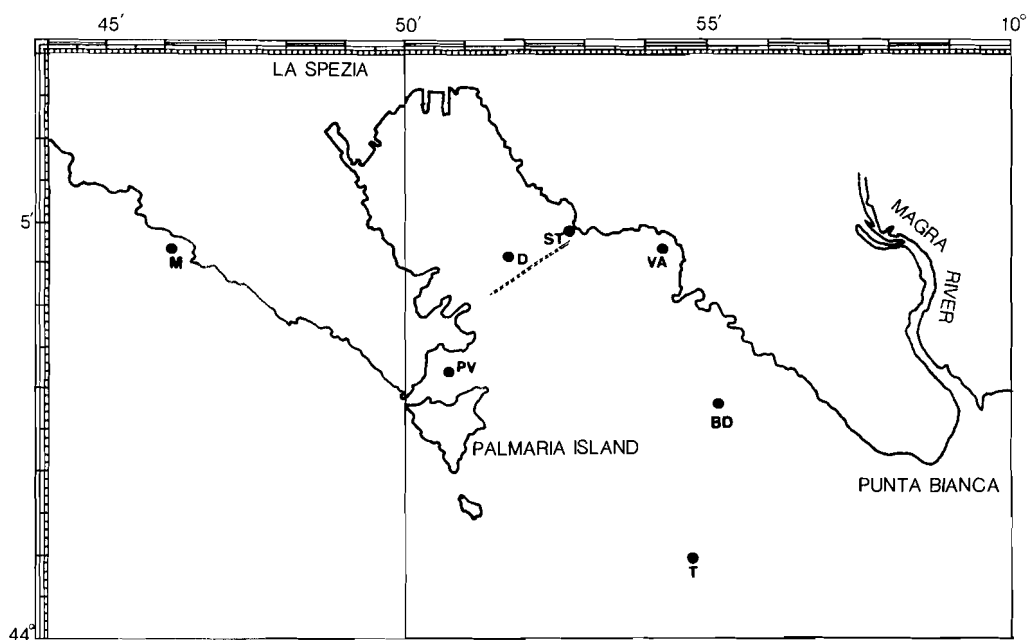 45′
50′
55′
10°
LA SPEZIA
5′
MAGRA
RIVER
ST
D
VA
M
PV
BD
PALMARIA ISLAND
PUNTA BIANCA
T
44°